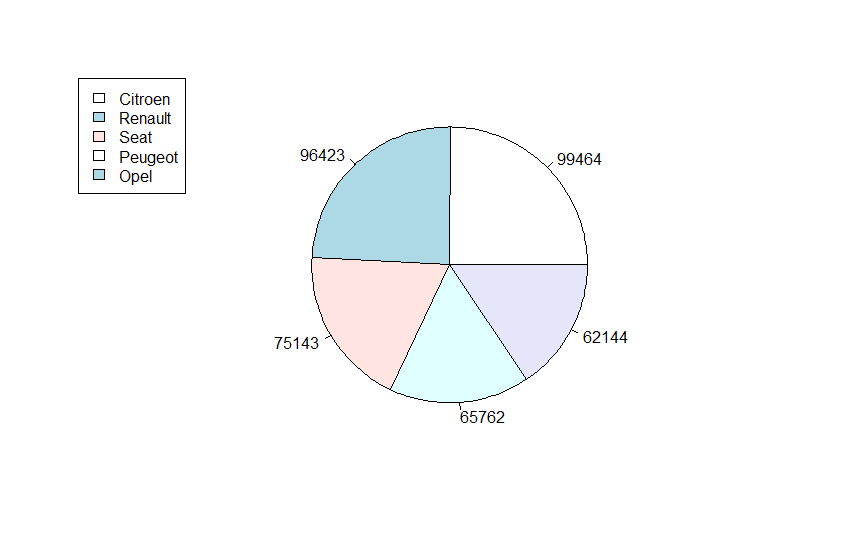 Citroen
Renault
Seat
Peugeot
Opel
96423
99464
75143
62144
65762